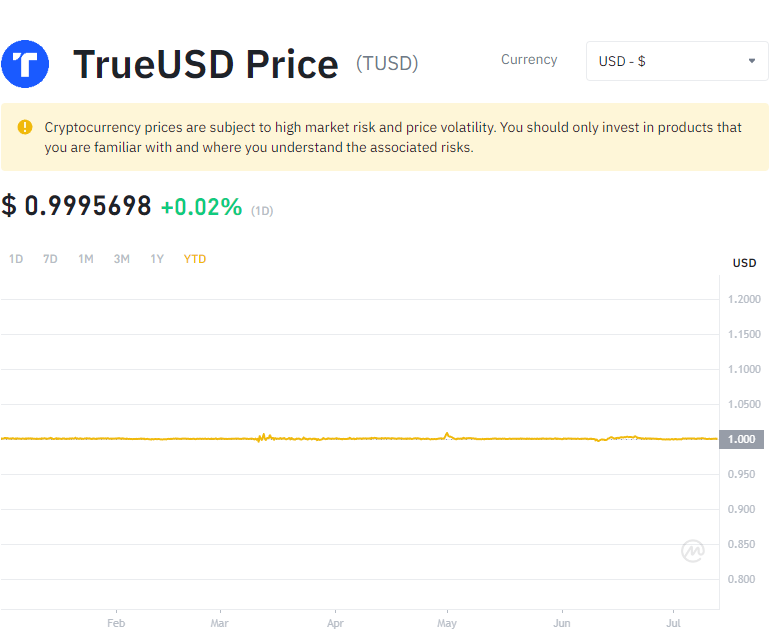 TrueUSD Price (TUSD) Currency USD - $
Cryptocurrency prices are subject to high market risk and price volatility. You should only invest in products that
you are familiar with and where you understand the associated risks.
$ 0.9995698 +0.02% (1D)
1D 7D 1M 3M 1Y YTD
USD
1.2000
1.1500
1.1000
1.0500
1.000
0.950
0.900
0.850
0.800
Feb Mar Apr May Jun Jul